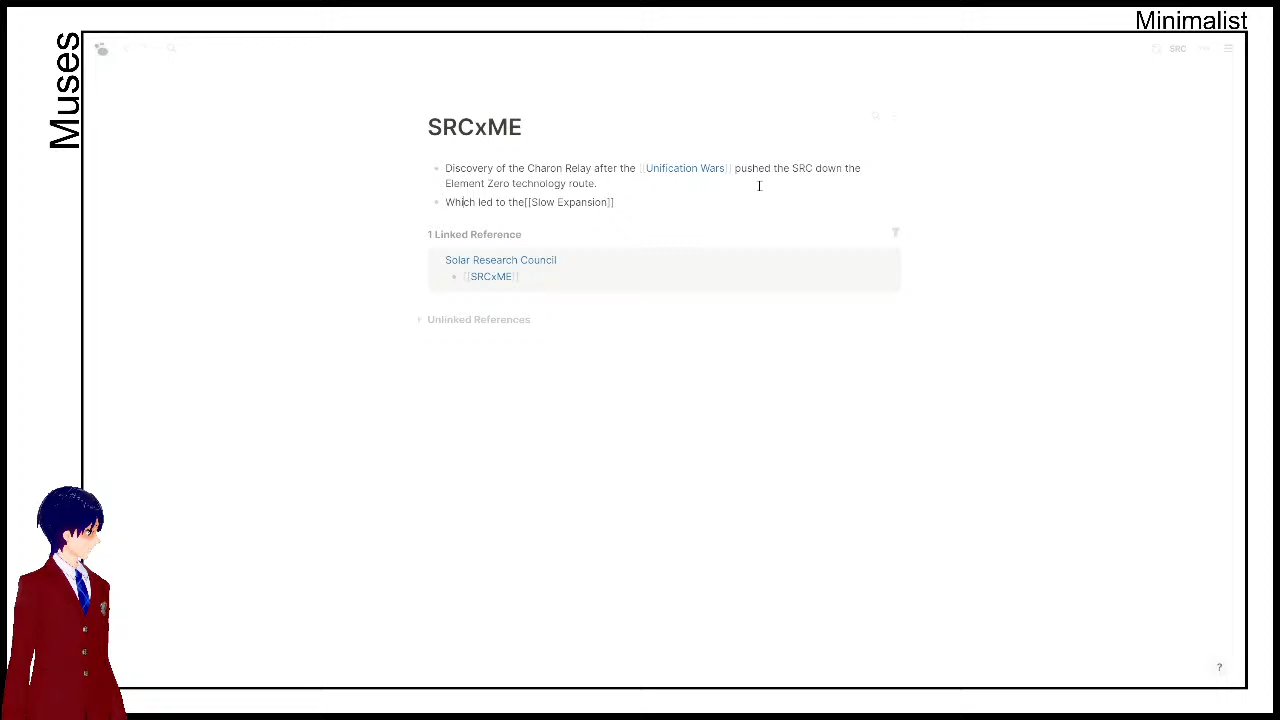 Minimalist
Muses
SRC
SRCxME
Discovery of the Charon Relay after the [[Unification Wars]] pushed the SRC down the
Element Zero technology route.
Which led to the[[Slow Expansion]]
1 Linked Reference
Solar Research Council
[[SRCxME]]
Unlinked References
?